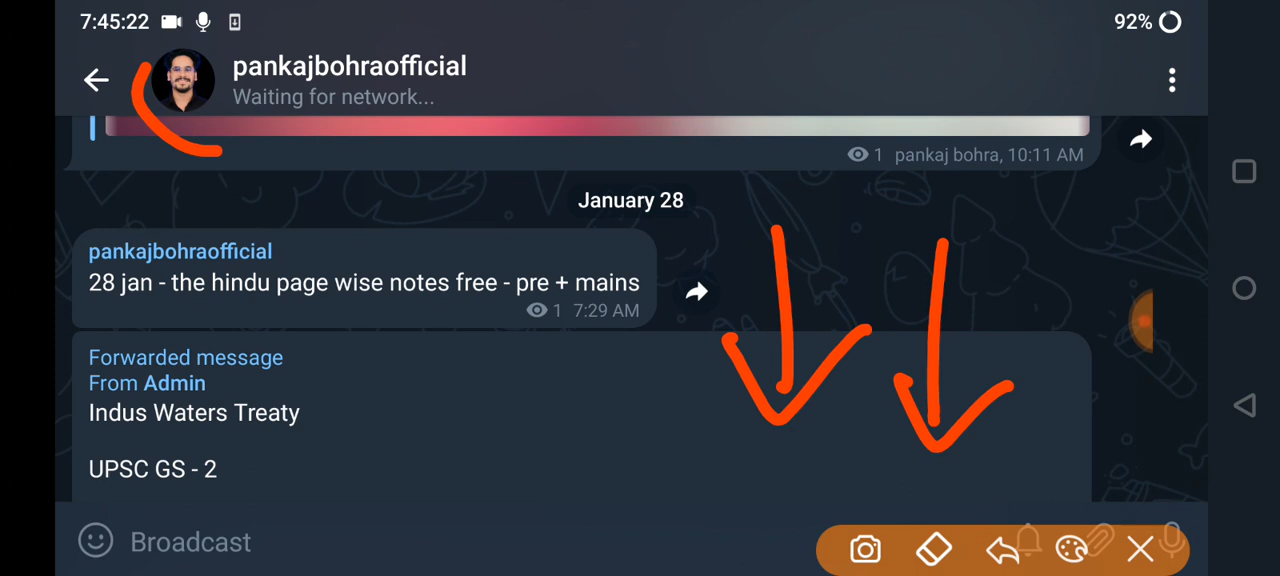 7:45:22
92%
pankajbohraofficial
Waiting for network...
1 pankaj bohra, 10:11 AM
January 28
pankajbohraofficial
28 jan - the hindu page wise notes free - pre + mains
1 7:29 AM
Forwarded message
From Admin
Indus Waters Treaty
UPSC GS - 2
Broadcast